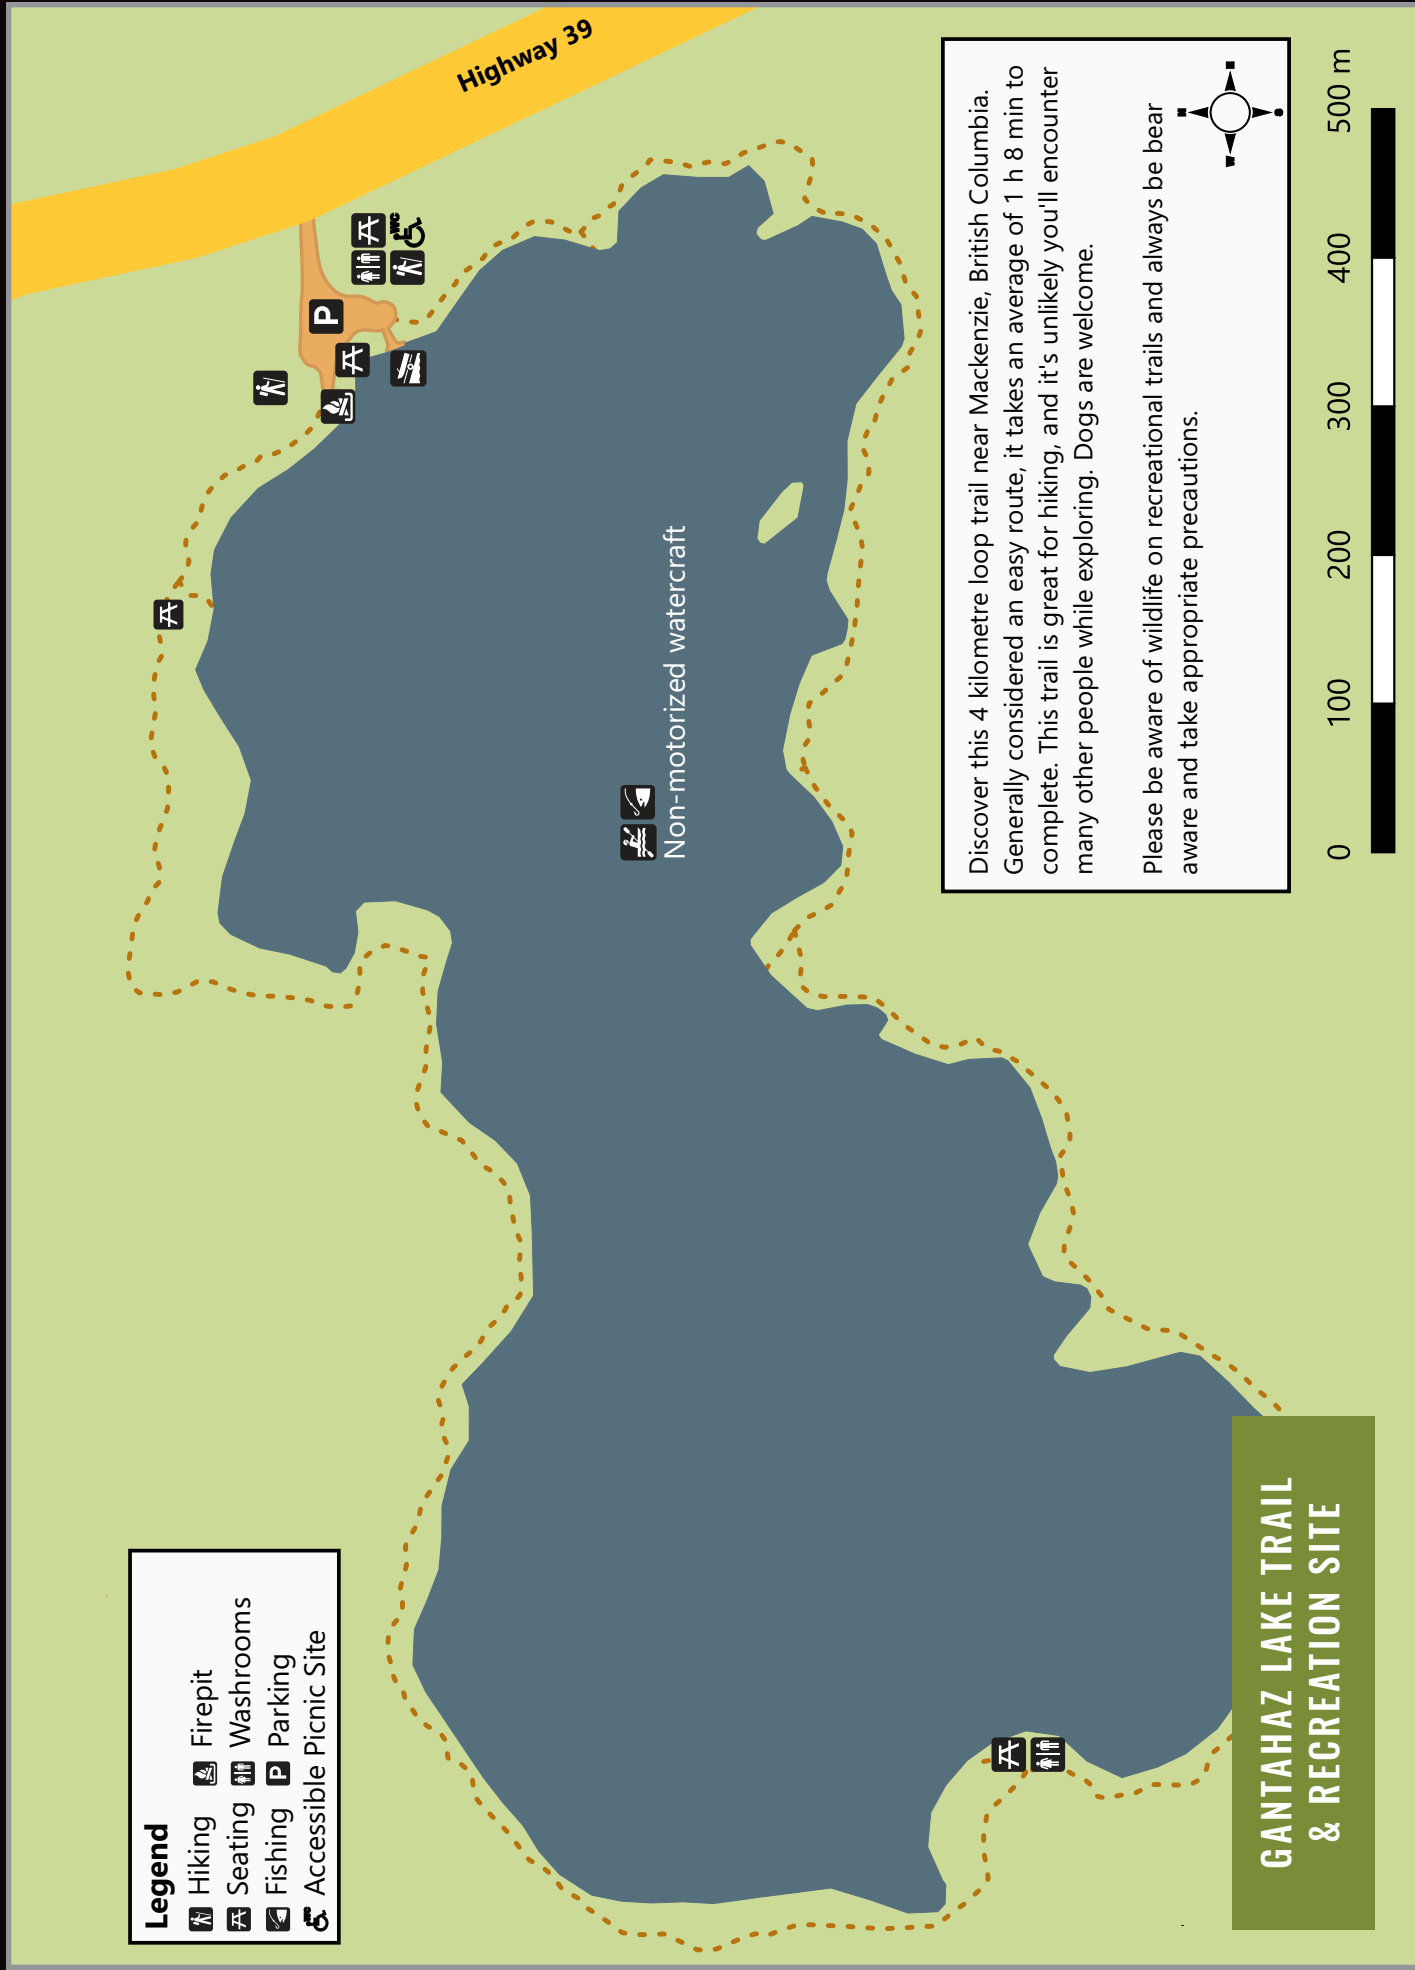 Highway 39
P
Legend
Hiking
Firepit
Seating
Washrooms
Fishing
P Parking
Accessible Picnic Site
Non-motorized watercraft
Discover this 4 kilometre loop trail near Mackenzie, British Columbia.
Generally considered an easy route, it takes an average of 1 h 8 min to
complete. This trail is great for hiking, and it's unlikely you'll encounter
many other people while exploring. Dogs are welcome.
Please be aware of wildlife on recreational trails and always be bear
aware and take appropriate precautions.
N
W E
S
0 100 200 300 400 500 m
GANTAHAZ LAKE TRAIL
& RECREATION SITE